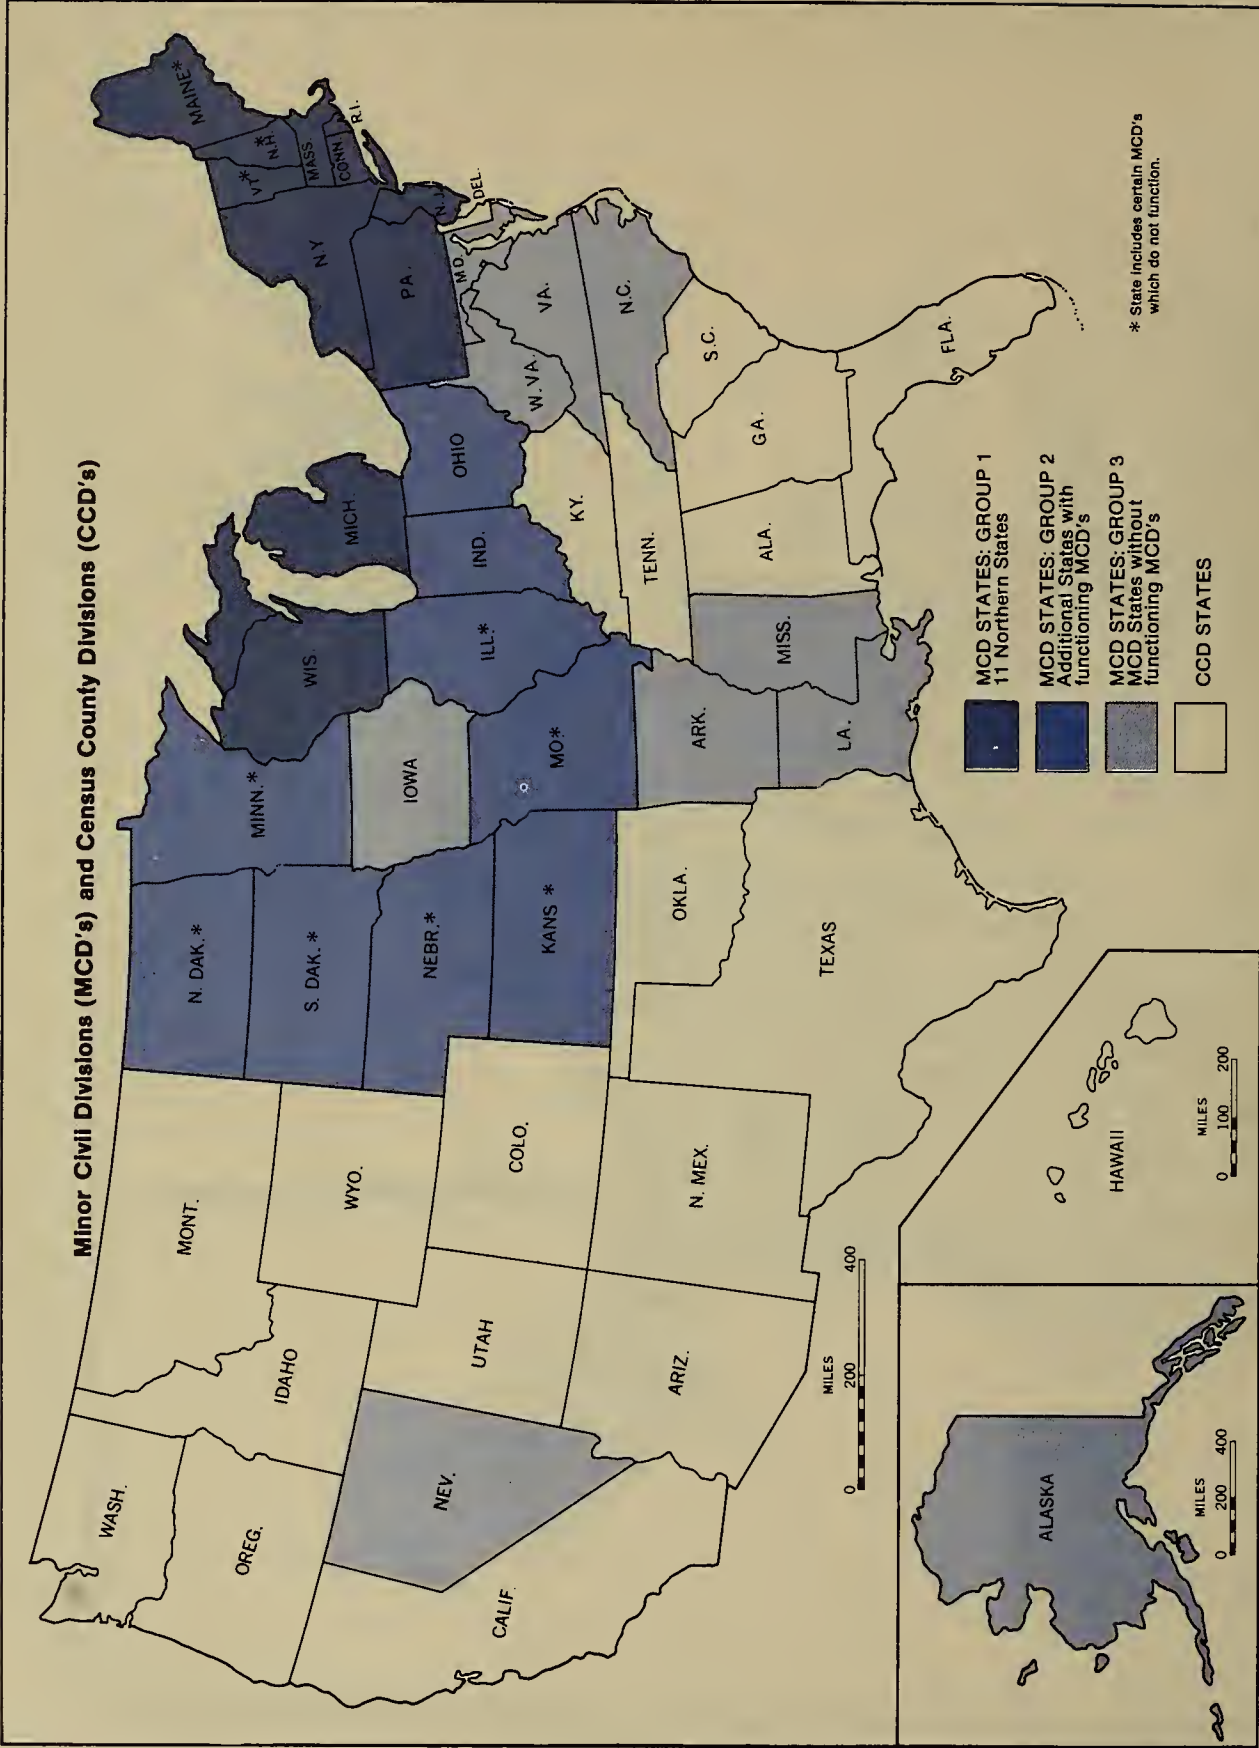 Minor Civil Divisions (MCD's) and Census County Divisions (CCD's)
WASH.
OREG.
CALIF.
NEV.
IDAHO
MONT.
WYO.
UTAH
ARIZ.
COLO.
N. MEX.
N. DAK.*
S. DAK.*
NEBR.*
KANS *
OKLA.
TEXAS
MINN.*
IOWA
MO.*
ARK.
LA.
WIS.
ILL.*
MISS.
MICH.
IND.
OHIO
KY.
TENN.
ALA.
GA.
FLA.
S.C.
N.C.
VA.
W. VA.
MD.
DEL.
PA.
N.J.
N.Y
CONN.
R.I.
MASS.
VT*
N.H.
*
MAINE*
ALASKA
MILES
0 200 400
HAWAII
MILES
0 100 200
MILES
0 200 400
MCD STATES: GROUP 1
11 Northern States
MCD STATES: GROUP 2
Additional States with
functioning MCD's
MCD STATES: GROUP 3
MCD States without
functioning MCD's
CCD STATES
* State includes certain MCD's
which do not function.